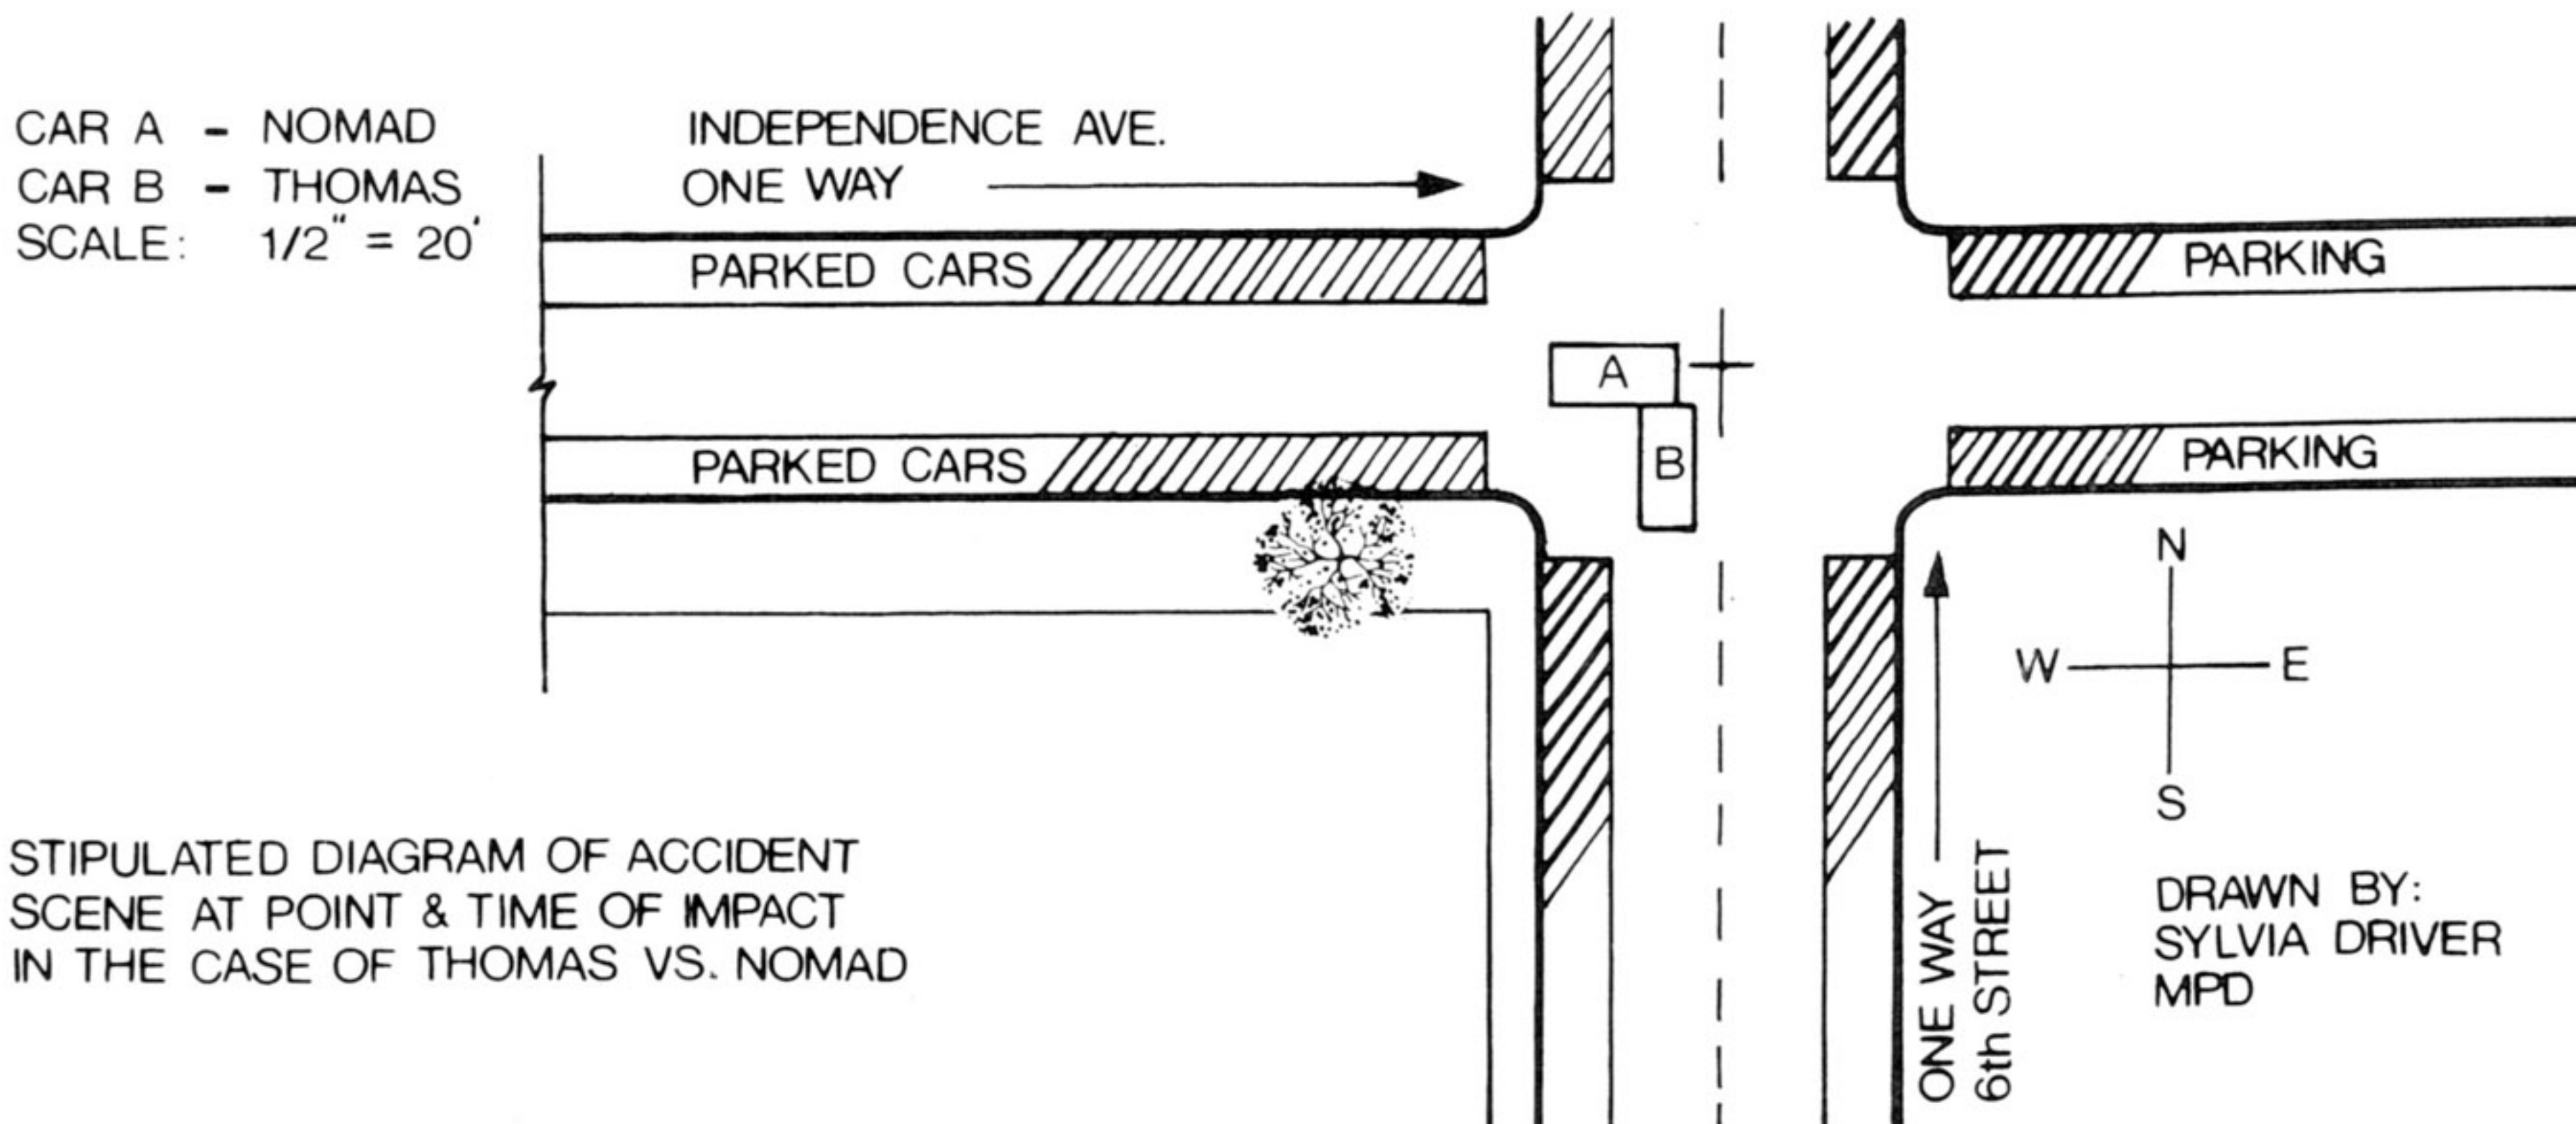 CAR A - NOMAD
CAR B - THOMAS
SCALE: 1/2" = 20'
INDEPENDENCE AVE.
ONE WAY
PARKED CARS
PARKING
A
B
PARKED CARS
PARKING
N
W E
S
ONE WAY
6th STREET
STIPULATED DIAGRAM OF ACCIDENT
SCENE AT POINT & TIME OF IMPACT
IN THE CASE OF THOMAS VS. NOMAD
DRAWN BY:
SYLVIA DRIVER
MPD